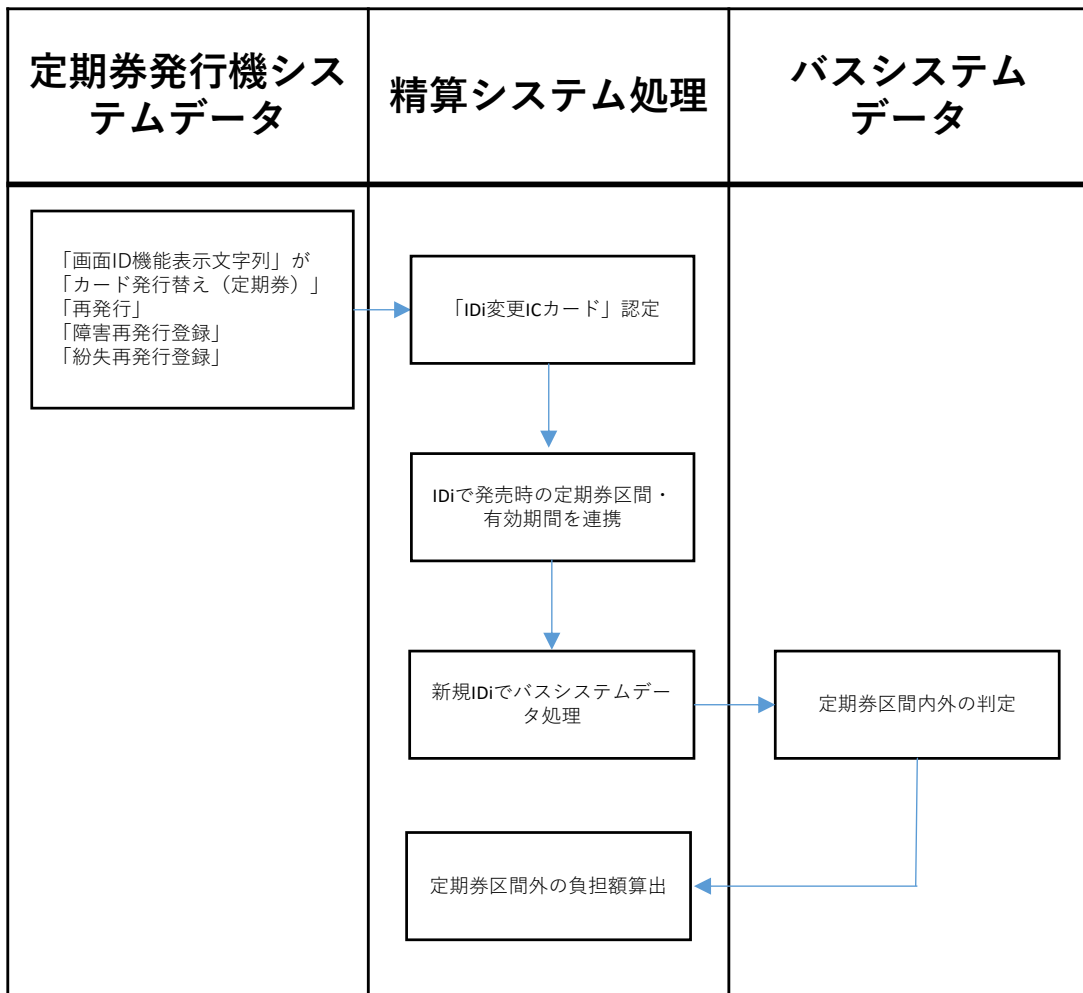 定期券発行機シス
テムデータ
精算システム処理
バスシステム
データ
「画面ID機能表示文字列」が
「カード発行替え（定期券）」
「再発行」
「障害再発行登録」
「紛失再発行登録」
「IDi変更ICカード」認定
IDiで発売時の定期券区間・
有効期間を連携
新規IDiでバスシステムデー
タ処理
定期券区間内外の判定
定期券区間外の負担額算出